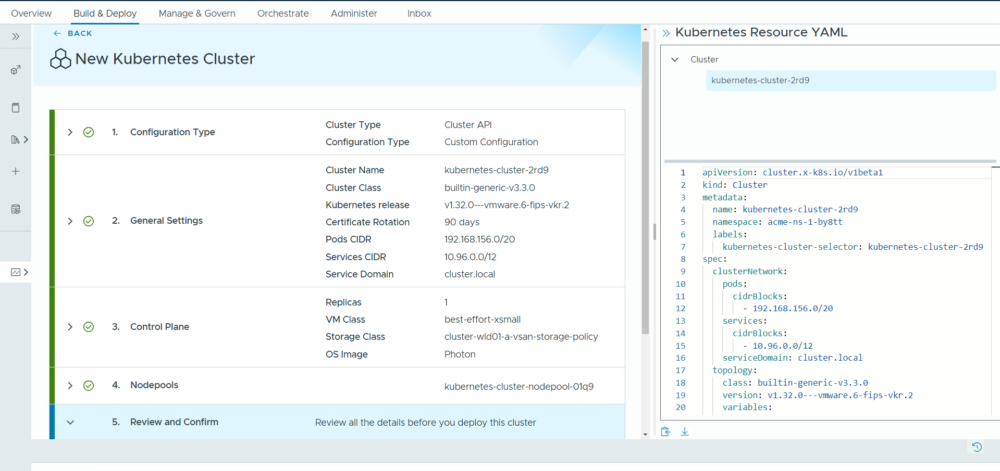 Overview Build & Deploy Manage & Govern Orchestrate Administer Inbox
BACK
New Kubernetes Cluster
1. Configuration Type
Cluster Type Cluster API
Configuration Type Custom Configuration
2. General Settings
Cluster Name kubernetes-cluster-2rd9
Cluster Class builtin-generic-v3.3.0
Kubernetes release v1.32.0---vmware.6-fips-vkr.2
Certificate Rotation 90 days
Pods CIDR 192.168.156.0/20
Services CIDR 10.96.0.0/12
Service Domain cluster.local
3. Control Plane
Replicas 1
VM Class best-effort-xsmall
Storage Class cluster-wld01-a-vsan-storage-policy
OS Image Photon
4. Nodepools kubernetes-cluster-nodepool-01q9
5. Review and Confirm Review all the details before you deploy this cluster
Kubernetes Resource YAML
Cluster
kubernetes-cluster-2rd9
1 apiVersion: cluster.x-k8s.io/v1beta1
2 kind: Cluster
3 metadata:
4 name: kubernetes-cluster-2rd9
5 namespace: acme-ns-1-by8tt
6 labels:
7 kubernetes-cluster-selector: kubernetes-cluster-2rd9
8 spec:
9 clusterNetwork:
10 pods:
11 cidrBlocks:
12 - 192.168.156.0/20
13 services:
14 cidrBlocks:
15 - 10.96.0.0/12
16 serviceDomain: cluster.local
17 topology:
18 class: builtin-generic-v3.3.0
19 version: v1.32.0---vmware.6-fips-vkr.2
20 variables: